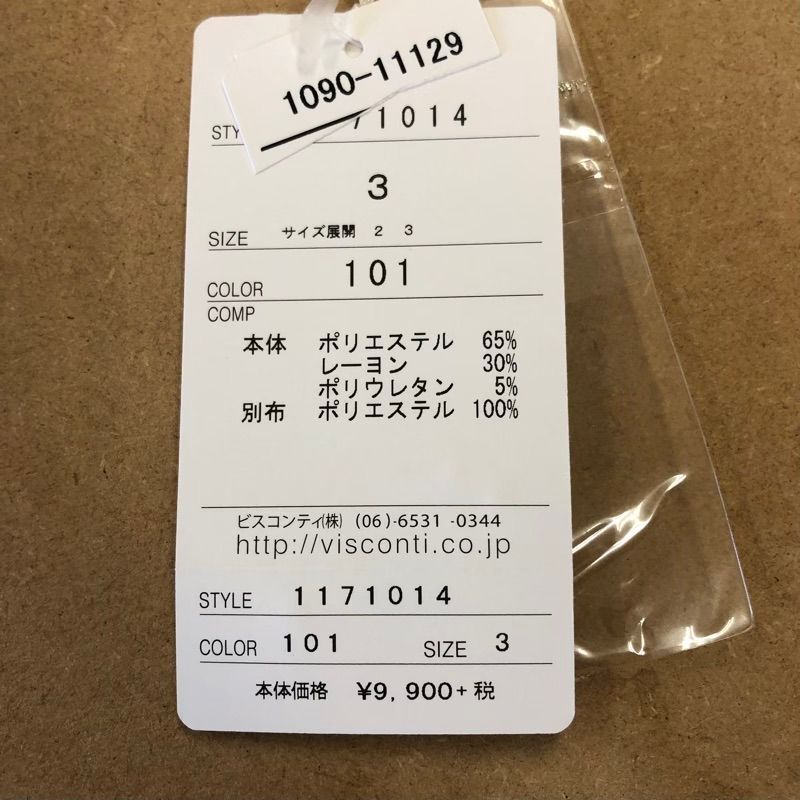 1090-11129
STY 71014
3
SIZE サイズ展開 2 3
COLOR 101
COMP
本体 ポリエステル 65%
レーヨン 30%
ポリウレタン 5%
別布 ポリエステル 100%
ビスコンティ(株) (06)-6531-0344
http://visconti.co.jp
STYLE 1171014
COLOR 101 SIZE 3
本体価格 ¥9,900+税